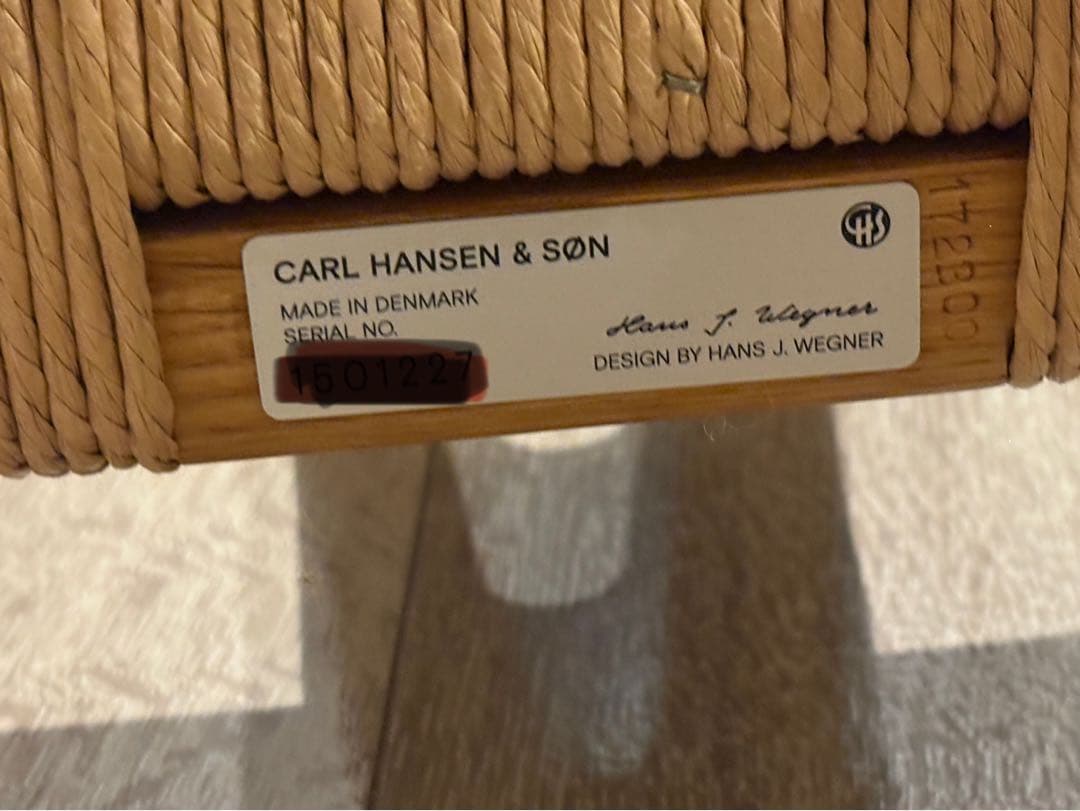 CARL HANSEN & SØN
CHS
MADE IN DENMARK
SERIAL NO.
1501227
Hans J. Wegner
DESIGN BY HANS J. WEGNER
172300